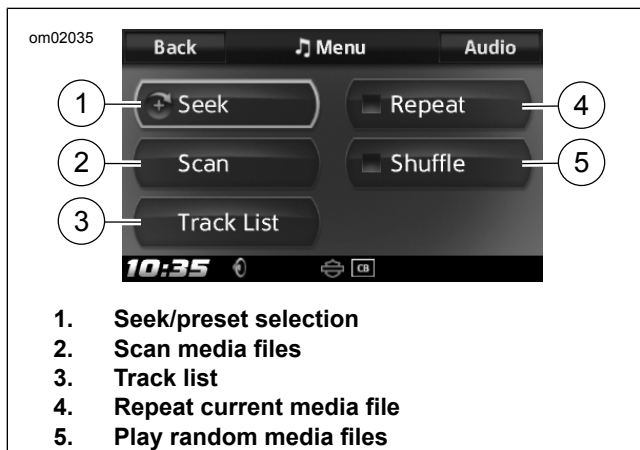 om02035
Back ♫ Menu Audio
1 Seek Repeat 4
2 Scan Shuffle 5
3 Track List
10:35 CB
1. Seek/preset selection
2. Scan media files
3. Track list
4. Repeat current media file
5. Play random media files